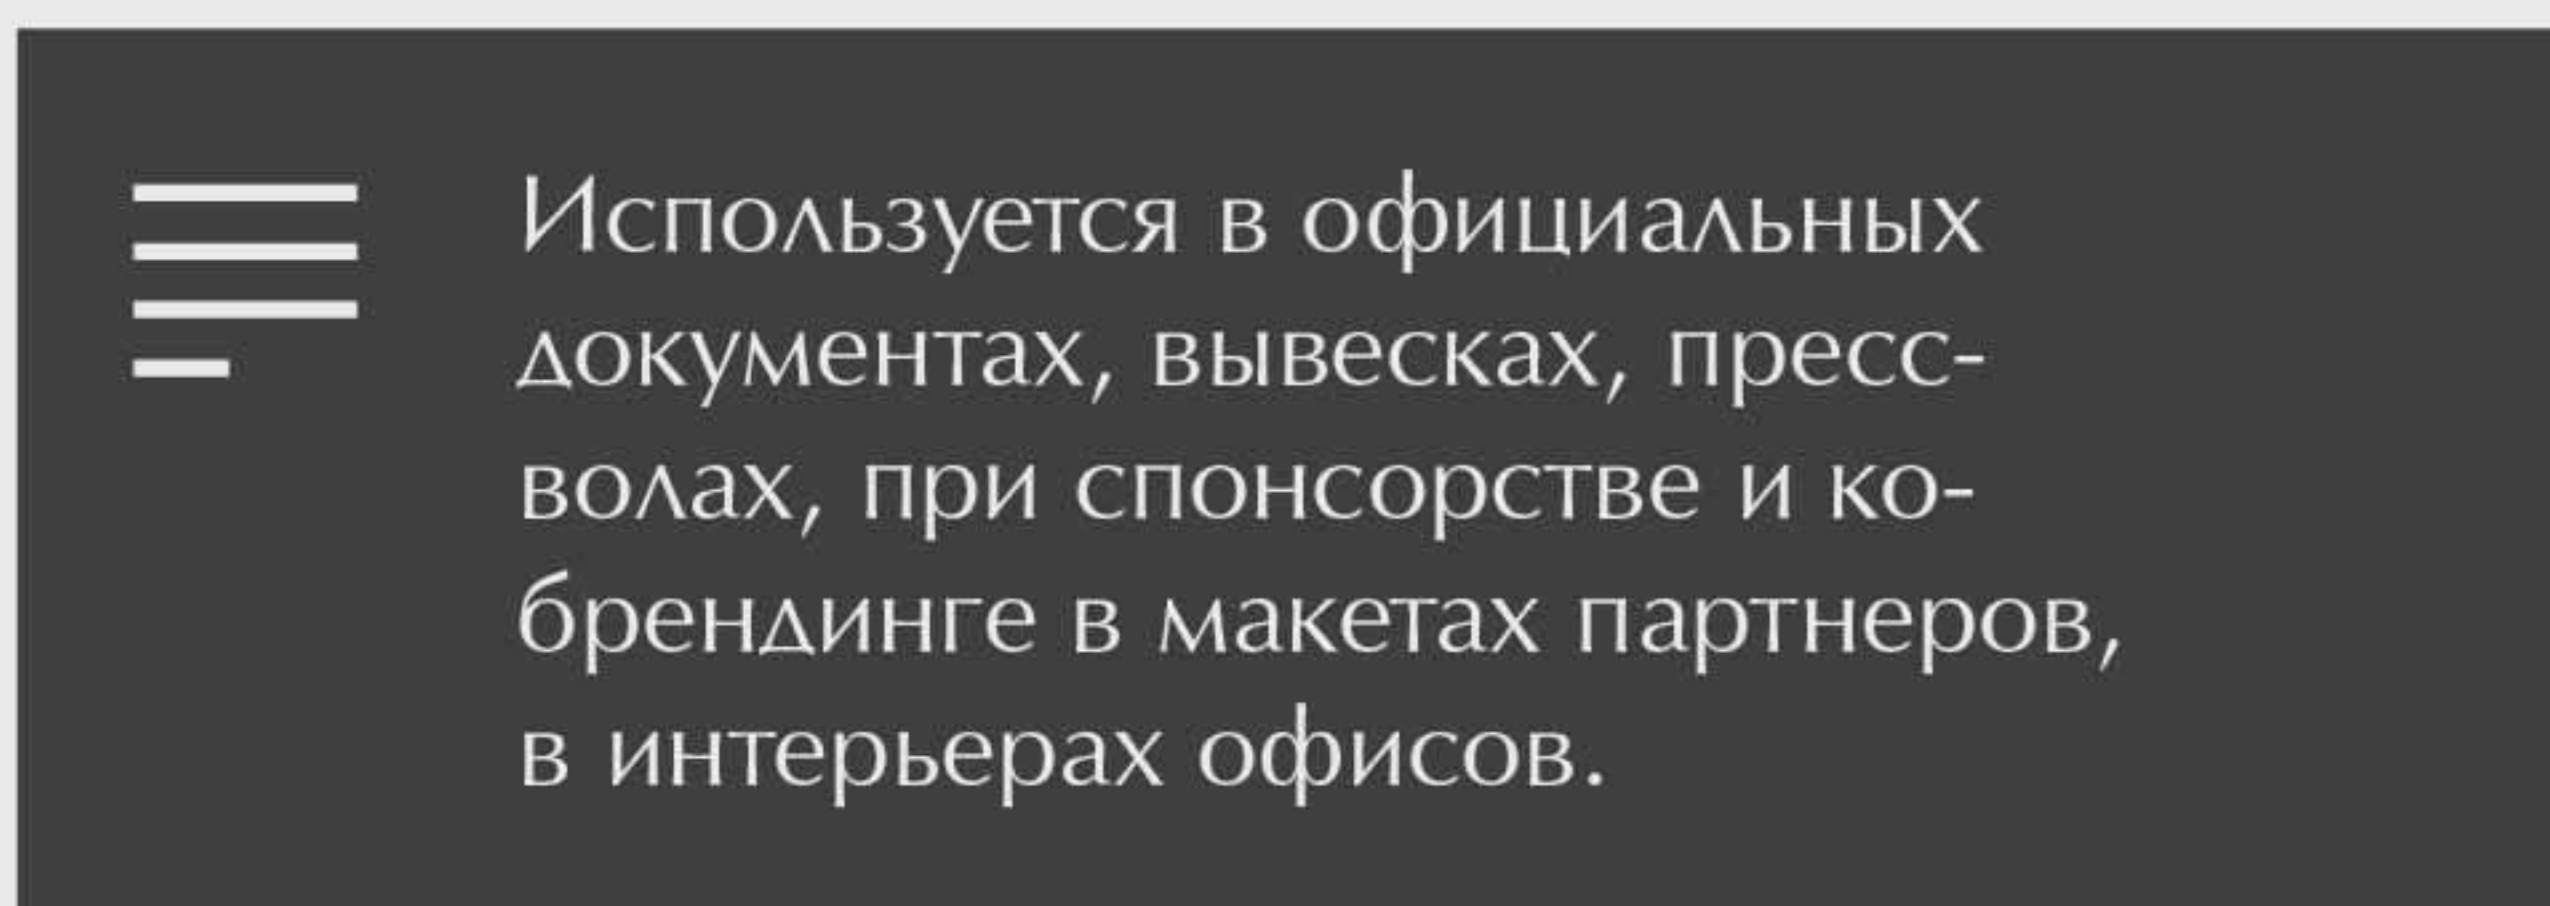 Используется в официальных
документах, вывесках, пресс-
волах, при спонсорстве и ко-
брендинге в макетах партнеров,
в интерьерах офисов.